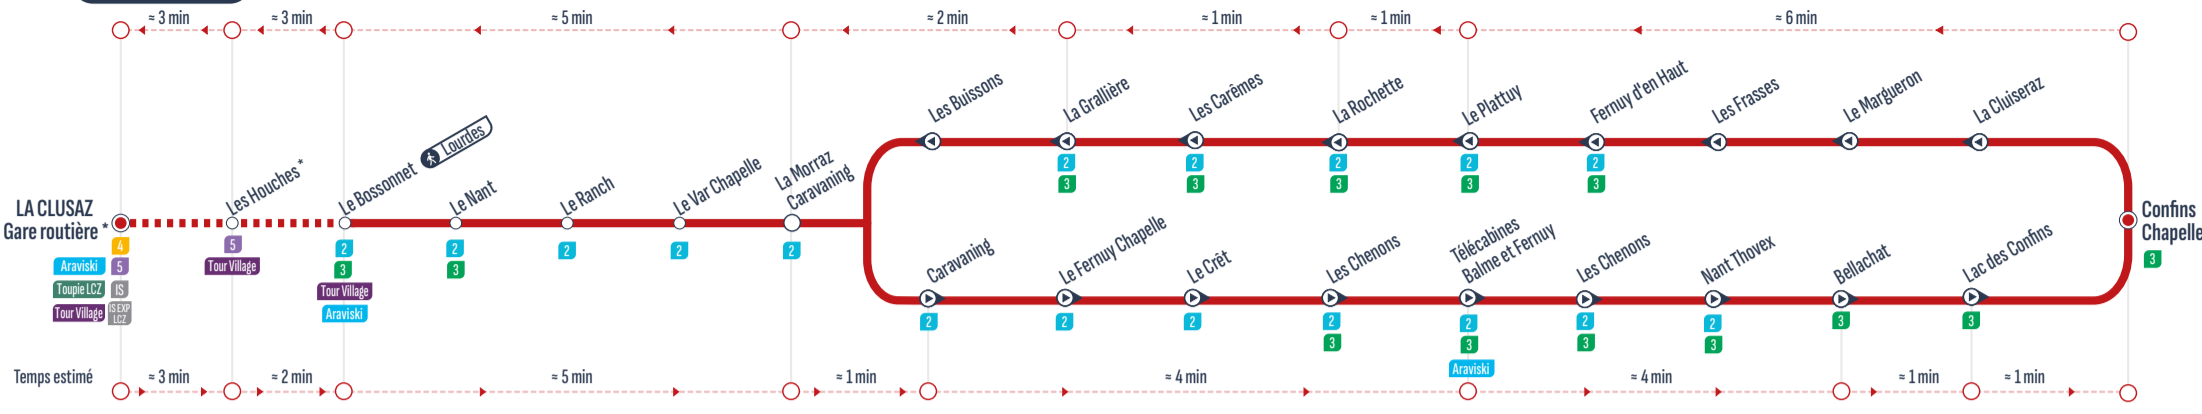 ≈ 3 min
≈ 3 min
≈ 5 min
≈ 2 min
≈ 1 min
≈ 1 min
≈ 6 min
Les Buissons
La Grallière
2
3
Les Carêmes
2
3
La Rochette
2
3
Le Plattuy
2
3
Fernuy d'en Haut
2
3
Les Frasses
Le Margueron
La Cluiseraz
LA CLUSAZ
Gare routière *
4
Araviski
5
Toupie LCZ
IS
Tour Village
IS EXP
LCZ
Les Houches *
5
Tour Village
Le Bossonnet
Lourdes
2
3
Tour Village
Araviski
Le Nant
2
3
Le Ranch
2
Le Var Chapelle
2
La Morraz
Caravaning
2
Confins
Chapelle
3
Caravaning
2
Le Fernuy Chapelle
2
Le Crêt
2
Les Chenons
2
3
Télécabines
Balme et Fernuy
2
3
Araviski
Les Chenons
2
3
Nant Thovex
2
3
Bellachat
3
Lac des Confins
3
Temps estimé
≈ 3 min
≈ 2 min
≈ 5 min
≈ 1 min
≈ 4 min
≈ 4 min
≈ 1 min
≈ 1 min